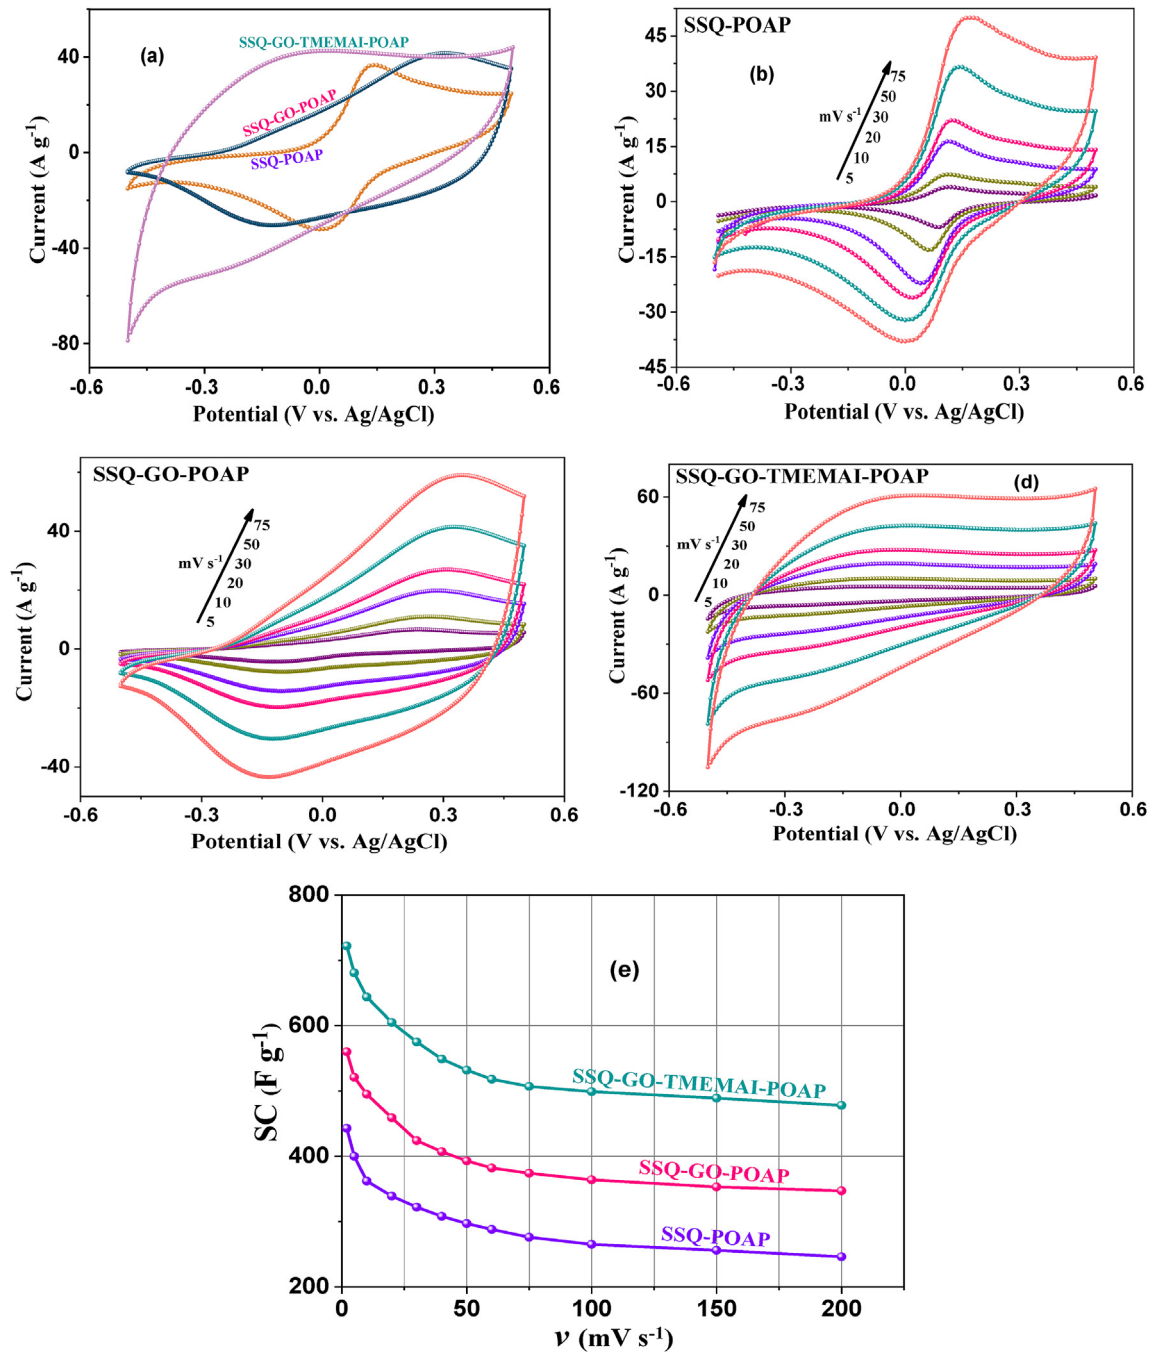 (a)
SSQ-GO-TMEMAI-POAP
SSQ-GO-POAP
SSQ-POAP
Current (A g-1)
40
0
-40
-80
-0.6 -0.3 0.0 0.3 0.6
Potential (V vs. Ag/AgCl)
SSQ-POAP
(b)
75
50
30
20
10
5
mV s-1
Current (A g-1)
45
30
15
0
-15
-30
-45
-0.6 -0.3 0.0 0.3 0.6
Potential (V vs. Ag/AgCl)
SSQ-GO-POAP
75
50
30
20
10
5
mV s-1
Current (A g-1)
40
0
-40
-0.6 -0.3 0.0 0.3 0.6
Potential (V vs. Ag/AgCl)
SSQ-GO-TMEMAI-POAP
(d)
75
50
30
20
10
5
mV s-1
Current (A g-1)
60
0
-60
-120
-0.6 -0.3 0.0 0.3 0.6
Potential (V vs. Ag/AgCl)
(e)
SSQ-GO-TMEMAI-POAP
SSQ-GO-POAP
SSQ-POAP
SC (F g-1)
800
600
400
200
0 50 100 150 200
ν (mV s-1)